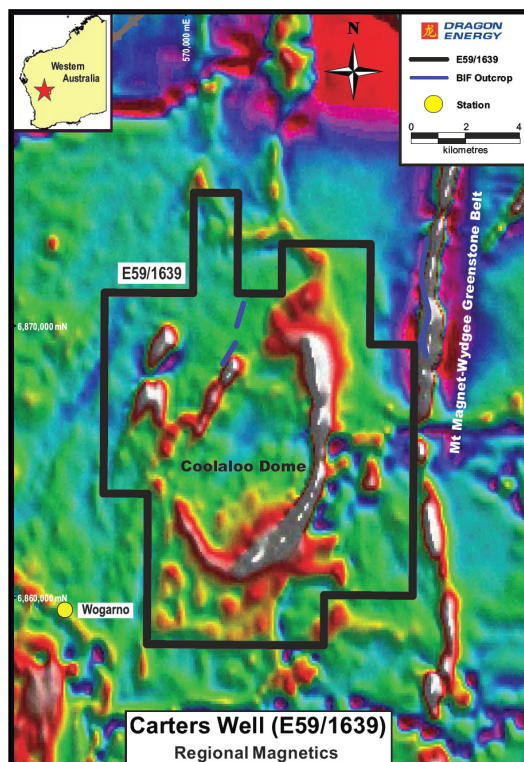 Western
Australia
570,000 mE
N
龙 DRAGON
ENERGY
E59/1639
BIF Outcrop
Station
0 2 4
kilometres
Mt Magnet-Wydgee Greenstone Belt
E59/1639
6,870,000 mN
Coolaloo Dome
6,860,000 mN
Wogarno
Carters Well (E59/1639)
Regional Magnetics